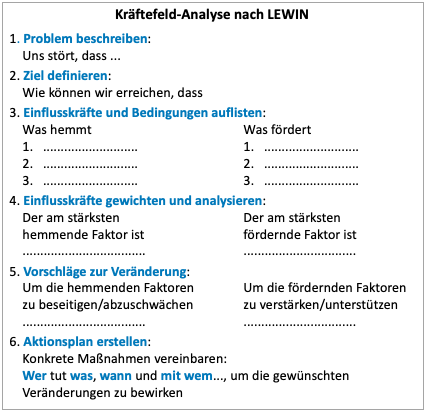 Kräftefeld-Analyse nach LEWIN
1. Problem beschreiben:
Uns stört, dass ...
2. Ziel definieren:
Wie können wir erreichen, dass
3. Einflusskräfte und Bedingungen auflisten:
Was hemmt Was fördert
1. ........................... 1. ...........................
2. ........................... 2. ...........................
3. ........................... 3. ...........................
4. Einflusskräfte gewichten und analysieren:
Der am stärksten Der am stärksten
hemmende Faktor ist fördernde Faktor ist
................................... ................................
5. Vorschläge zur Veränderung:
Um die hemmenden Faktoren Um die fördernden Faktoren
zu beseitigen/abzuschwächen zu verstärken/unterstützen
................................... ................................
6. Aktionsplan erstellen:
Konkrete Maßnahmen vereinbaren:
Wer tut was, wann und mit wem..., um die gewünschten
Veränderungen zu bewirken